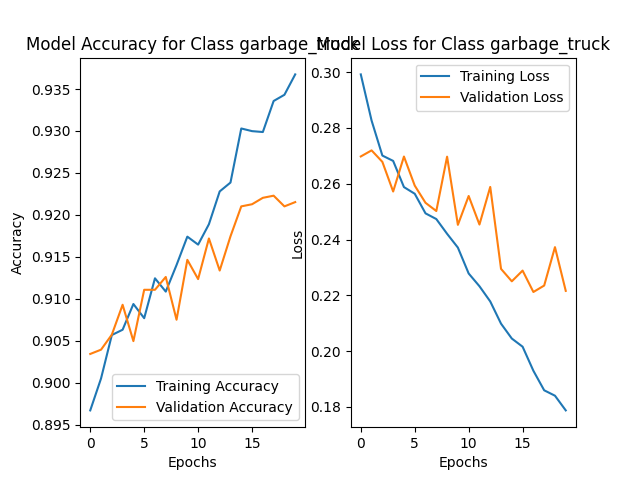 Model Accuracy for Class garbage_truck
Accuracy
0.935
0.930
0.925
0.920
0.915
0.910
0.905
0.900
0.895
Training Accuracy
Validation Accuracy
0
5
10
15
Epochs
Model Loss for Class garbage_truck
Loss
0.30
0.28
0.26
0.24
0.22
0.20
0.18
Training Loss
Validation Loss
0
5
10
15
Epochs